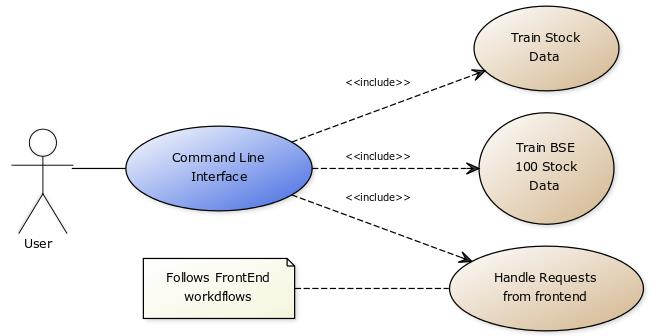 Train Stock
Data
<<include>>
Command Line
Interface
<<include>>
Train BSE
100 Stock
Data
<<include>>
User
Follows FrontEnd
workdflows
Handle Requests
from frontend